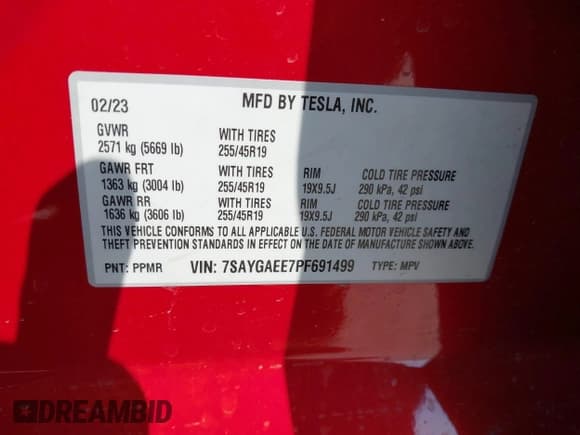 02/23 MFD BY TESLA, INC.
GVWR WITH TIRES
2571 kg (5669 lb) 255/45R19
GAWR FRT WITH TIRES RIM COLD TIRE PRESSURE
1363 kg (3004 lb) 255/45R19 19X9.5J 290 kPa, 42 psi
GAWR RR WITH TIRES RIM COLD TIRE PRESSURE
1636 kg (3606 lb) 255/45R19 19X9.5J 290 kPa, 42 psi
THIS VEHICLE CONFORMS TO ALL APPLICABLE U.S. FEDERAL MOTOR VEHICLE SAFETY AND
THEFT PREVENTION STANDARDS IN EFFECT ON THE DATE OF MANUFACTURE SHOWN ABOVE.
PNT: PPMR VIN: 7SAYGAEE7PF691499 TYPE: MPV
DREAMBID